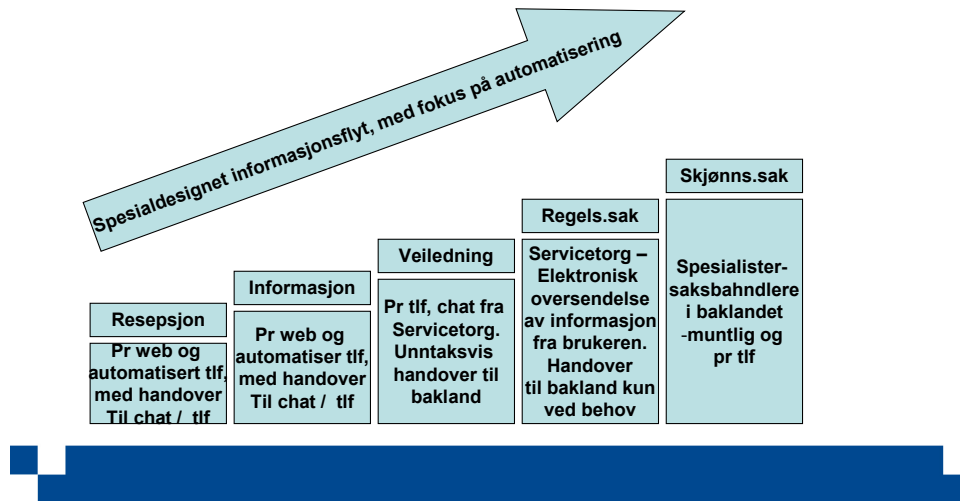 Spesialdesignet informasjonsflyt, med fokus på automatisering
Resepsjon
Pr web og
automatisert tlf,
med handover
Til chat / tlf
Informasjon
Pr web og
automatiser tlf,
med handover
Til chat / tlf
Veiledning
Pr tlf, chat fra
Servicetorg.
Unntaksvis
handover til
bakland
Regels.sak
Servicetorg –
Elektronisk
oversendelse
av informasjon
fra brukeren.
Handover
til bakland kun
ved behov
Skjønns.sak
Spesialister-
saksbahndlere
i baklandet
-muntlig og
pr tlf